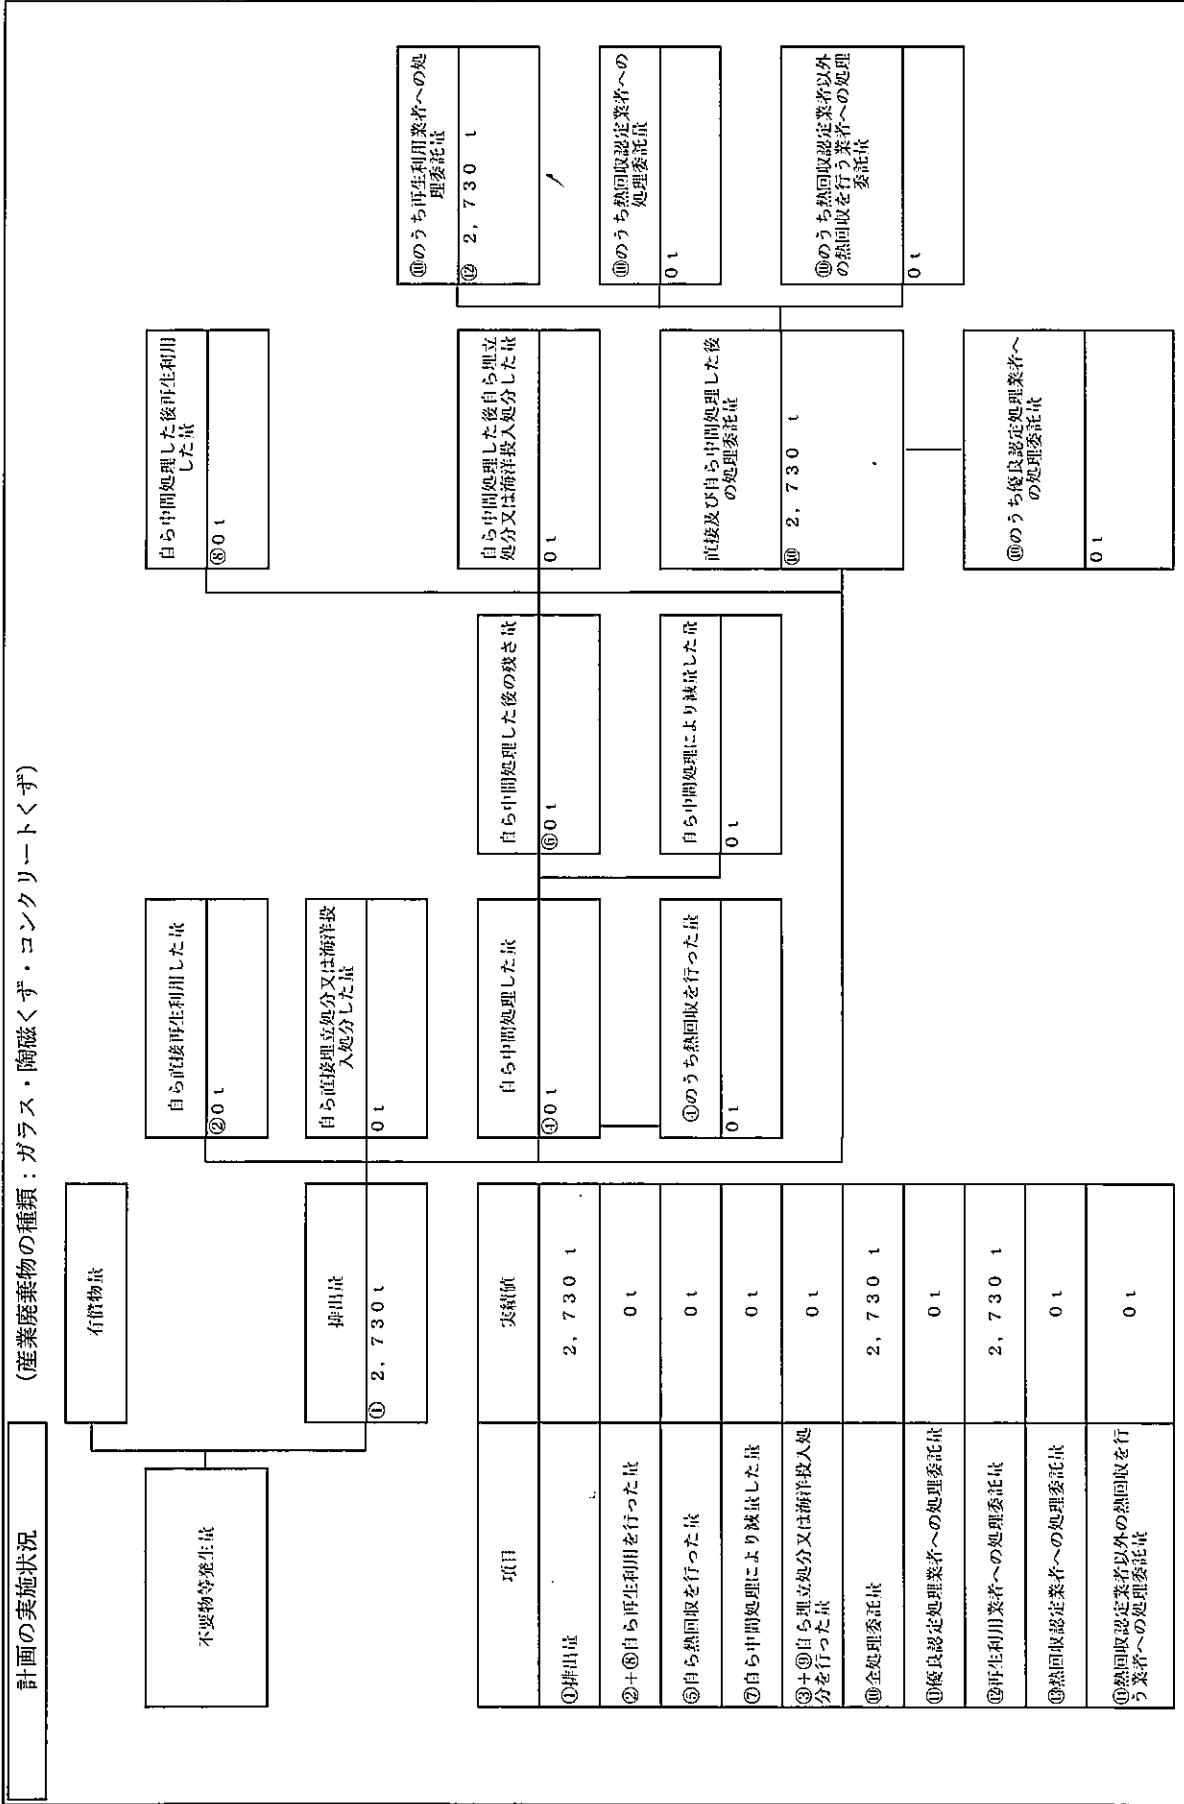 計画の実施状況
（産業廃棄物の種類：ガラス・陶磁くず・コンクリートくず）
不要物等発生量
有償物量
排出量
① 2，730t
自ら直接再生利用した量
②0t
自ら直接埋立処分又は海洋投
入処分した量
0t
自ら中間処理した量
④0t
④のうち熱回収を行った量
0t
自ら中間処理した後の残さ量
⑥0t
自ら中間処理により減量した量
0t
自ら中間処理した後再生利用
した量
⑧0t
自ら中間処理した後自ら埋立
処分又は海洋投入処分した量
0t
直接及び自ら中間処理した後
の処理委託量
⑩ 2，730 t
⑩のうち優良認定処理業者へ
の処理委託量
0t
⑩のうち再生利用業者への処
理委託量
⑫ 2，730 t
⑩のうち熱回収認定業者への
処理委託量
0t
⑩のうち熱回収認定業者以外
の熱回収を行う業者への処理
委託量
0t
項目 実績値
①排出量 2，730 t
②+⑧自ら再生利用を行った量 0t
⑤自ら熱回収を行った量 0t
⑦自ら中間処理により減量した量 0t
③+⑨自ら埋立処分又は海洋投入処
分を行った量 0t
⑩全処理委託量 2，730 t
⑪優良認定処理業者への処理委託量 0t
⑫再生利用業者への処理委託量 2，730 t
⑬熱回収認定業者への処理委託量 0t
⑭熱回収認定業者以外の熱回収を行
う業者への処理委託量 0t